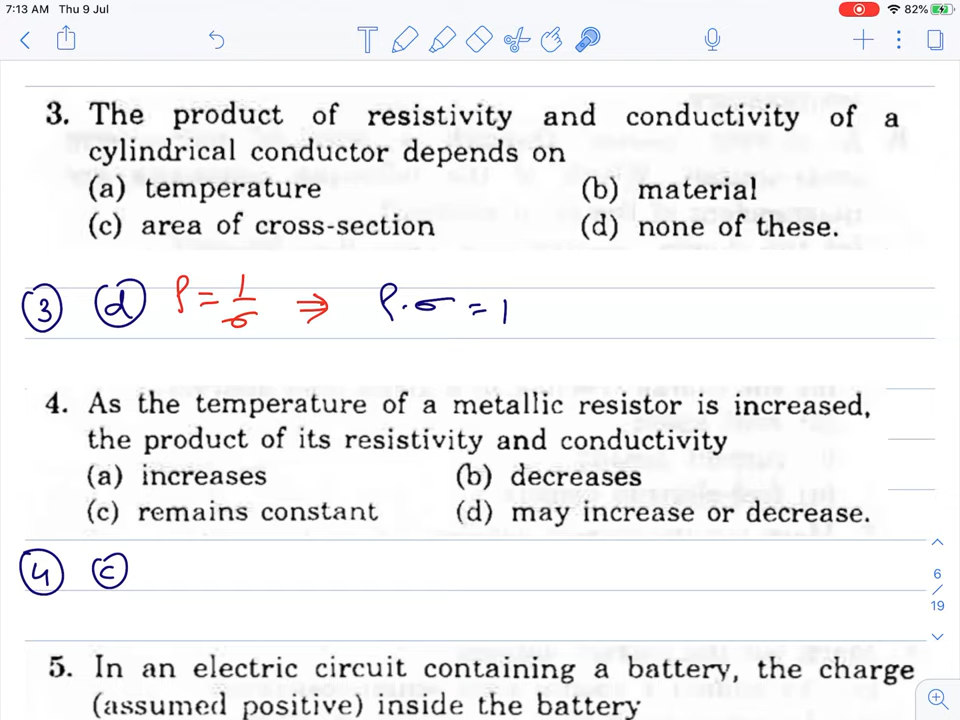 7:13 AM Thu 9 Jul 82%
3. The product of resistivity and conductivity of a
cylindrical conductor depends on
(a) temperature (b) material
(c) area of cross-section (d) none of these.
3 d ρ = 1/σ ⇒ ρ·σ = 1
4. As the temperature of a metallic resistor is increased,
the product of its resistivity and conductivity
(a) increases (b) decreases
(c) remains constant (d) may increase or decrease.
4 c
6
/
19
5. In an electric circuit containing a battery, the charge
(assumed positive) inside the battery